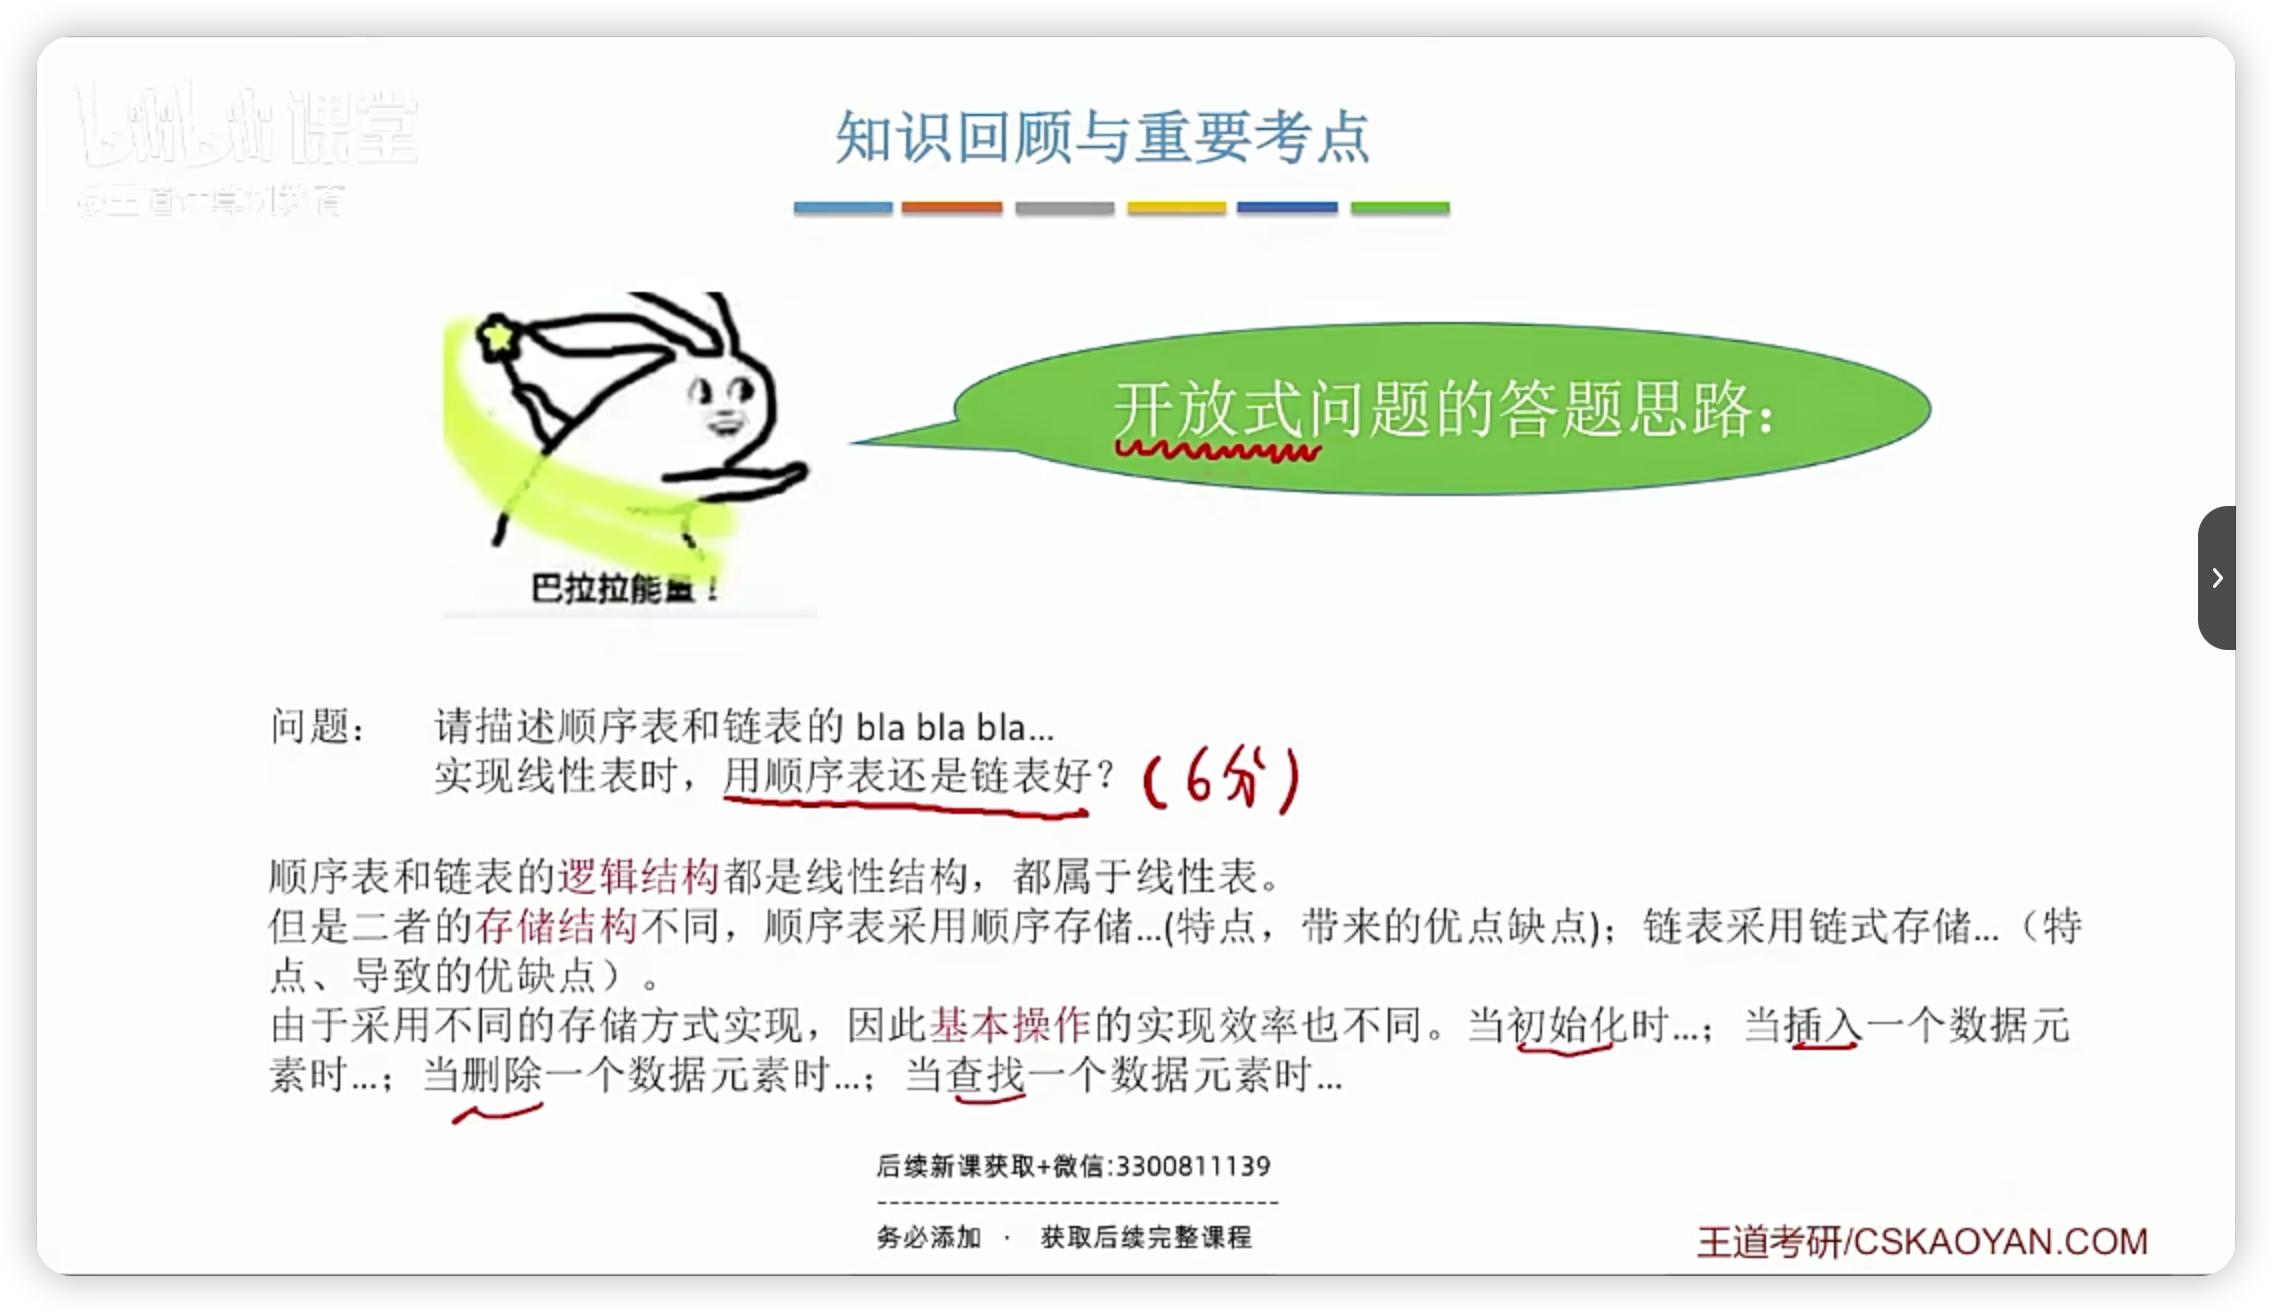 bilibili 课堂
@王道计算机教育
知识回顾与重要考点
开放式问题的答题思路：
巴拉拉能量！
问题： 请描述顺序表和链表的 bla bla bla...
实现线性表时，用顺序表还是链表好？（6分）
顺序表和链表的逻辑结构都是线性结构，都属于线性表。
但是二者的存储结构不同，顺序表采用顺序存储...(特点，带来的优点缺点)；链表采用链式存储...（特
点、导致的优缺点）。
由于采用不同的存储方式实现，因此基本操作的实现效率也不同。当初始化时...；当插入一个数据元
素时...；当删除一个数据元素时...；当查找一个数据元素时...
后续新课获取+微信:3300811139
--------------------------------
务必添加 · 获取后续完整课程
王道考研/CSKAOYAN.COM